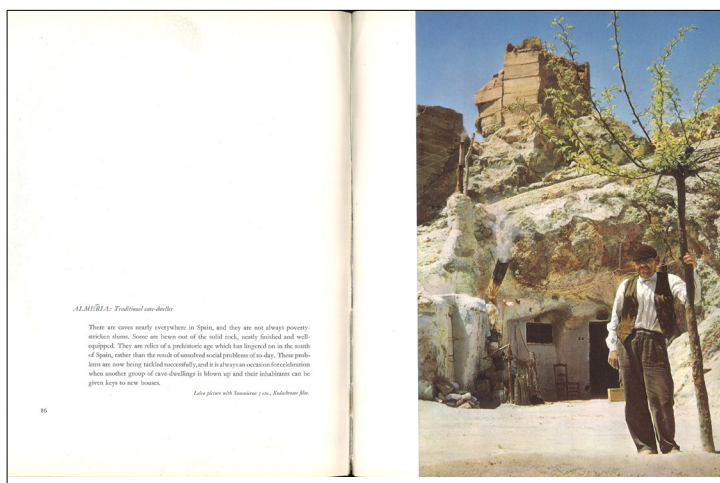 ALMERIA: Traditional cave-dweller
There are caves nearly everywhere in Spain, and they are not always poverty-
stricken slums. Some are hewn out of the solid rock, neatly finished and well-
equipped. They are relics of a prehistoric age which has lingered on in the south
of Spain, rather than the result of unsolved social problems of to-day. These prob-
lems are now being tackled successfully, and it is always an occasion for celebration
when another group of cave-dwellings is blown up and their inhabitants can be
given keys to new houses.
Leica picture with Summicron 5 cm., Kodachrome film.
86